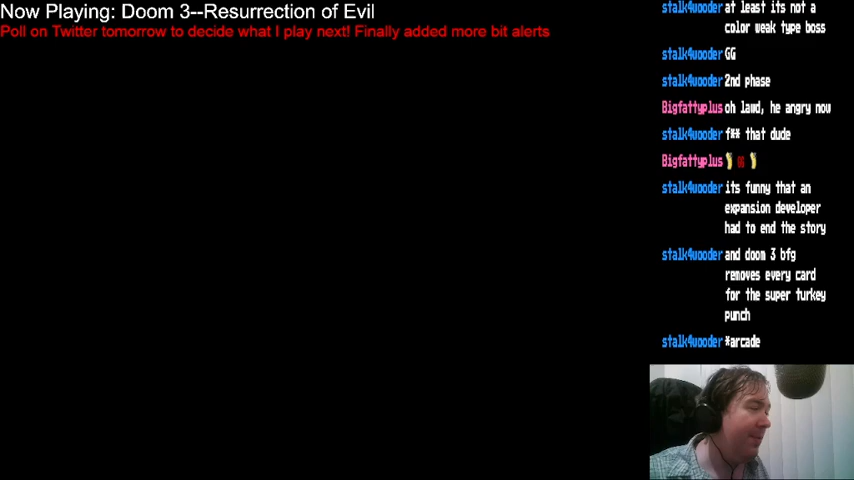 Now Playing: Doom 3--Resurrection of Evil
Poll on Twitter tomorrow to decide what I play next! Finally added more bit alerts
stalk4wooder at least its not a
color weak type boss
stalk4wooder GG
stalk4wooder 2nd phase
Bigfattyplus oh lawd, he angry now
stalk4wooder f** that dude
Bigfattyplus
stalk4wooder its funny that an
expansion developer
had to end the story
stalk4wooder and doom 3 bfg
removes every card
for the super turkey
punch
stalk4wooder *arcade